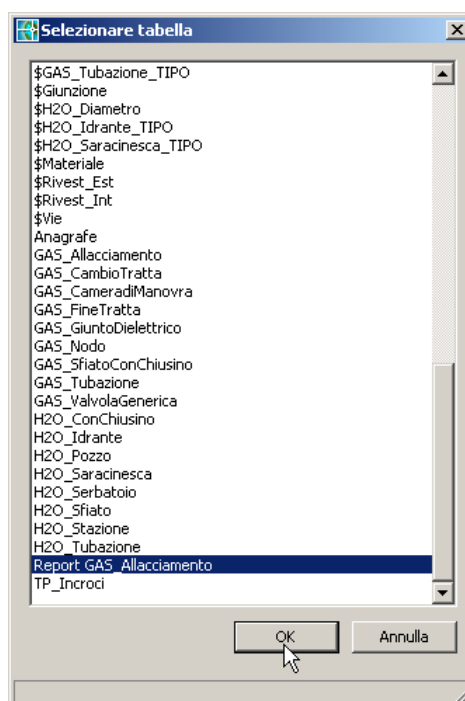 Selezionare tabella
$GAS_Tubazione_TIPO
$Giunzione
$H2O_Diametro
$H2O_Idrante_TIPO
$H2O_Saracinesca_TIPO
$Materiale
$Rivest_Est
$Rivest_Int
$Vie
Anagrafe
GAS_Allacciamento
GAS_CambioTratta
GAS_CameradiManovra
GAS_FineTratta
GAS_GiuntoDielettrico
GAS_Nodo
GAS_SfiatoConChiusino
GAS_Tubazione
GAS_ValvolaGenerica
H2O_ConChiusino
H2O_Idrante
H2O_Pozzo
H2O_Saracinesca
H2O_Serbatoio
H2O_Sfiato
H2O_Stazione
H2O_Tubazione
Report GAS_Allacciamento
TP_Incroci
OK Annulla